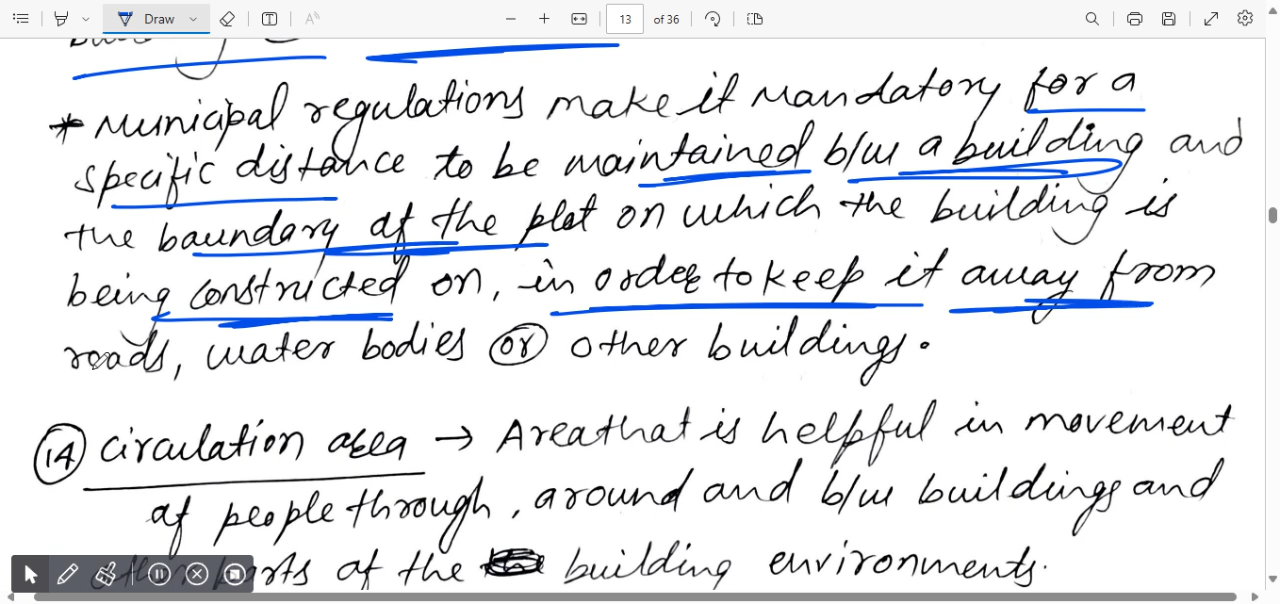 Draw
13 of 36
* Municipal regulations make it mandatory for a
specific distance to be maintained b/w a building and
the boundary of the plot on which the building is
being constructed on, in order to keep it away from
roads, water bodies or other buildings.
14 circulation area → Area that is helpful in movement
of people through, around and b/w buildings and
of the building environments.